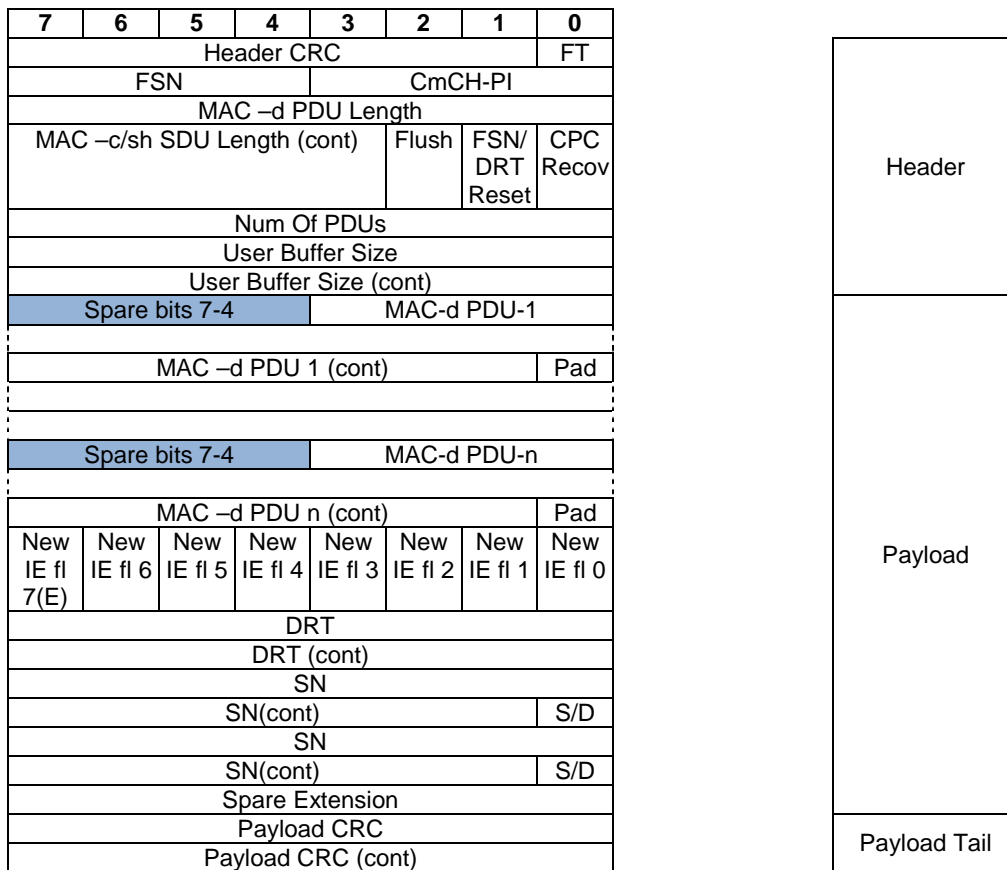 7 6 5 4 3 2 1 0
Header CRC FT
FSN CmCH-PI
MAC –d PDU Length
MAC –c/sh SDU Length (cont) Flush FSN/ DRT Reset CPC Recov
Num Of PDUs
User Buffer Size
User Buffer Size (cont)
Header
Spare bits 7-4 MAC-d PDU-1
MAC –d PDU 1 (cont) Pad
Spare bits 7-4 MAC-d PDU-n
MAC –d PDU n (cont) Pad
New IE fl 7(E) New IE fl 6 New IE fl 5 New IE fl 4 New IE fl 3 New IE fl 2 New IE fl 1 New IE fl 0
DRT
DRT (cont)
SN
SN(cont) S/D
SN
SN(cont) S/D
Spare Extension
Payload
Payload CRC
Payload CRC (cont)
Payload Tail